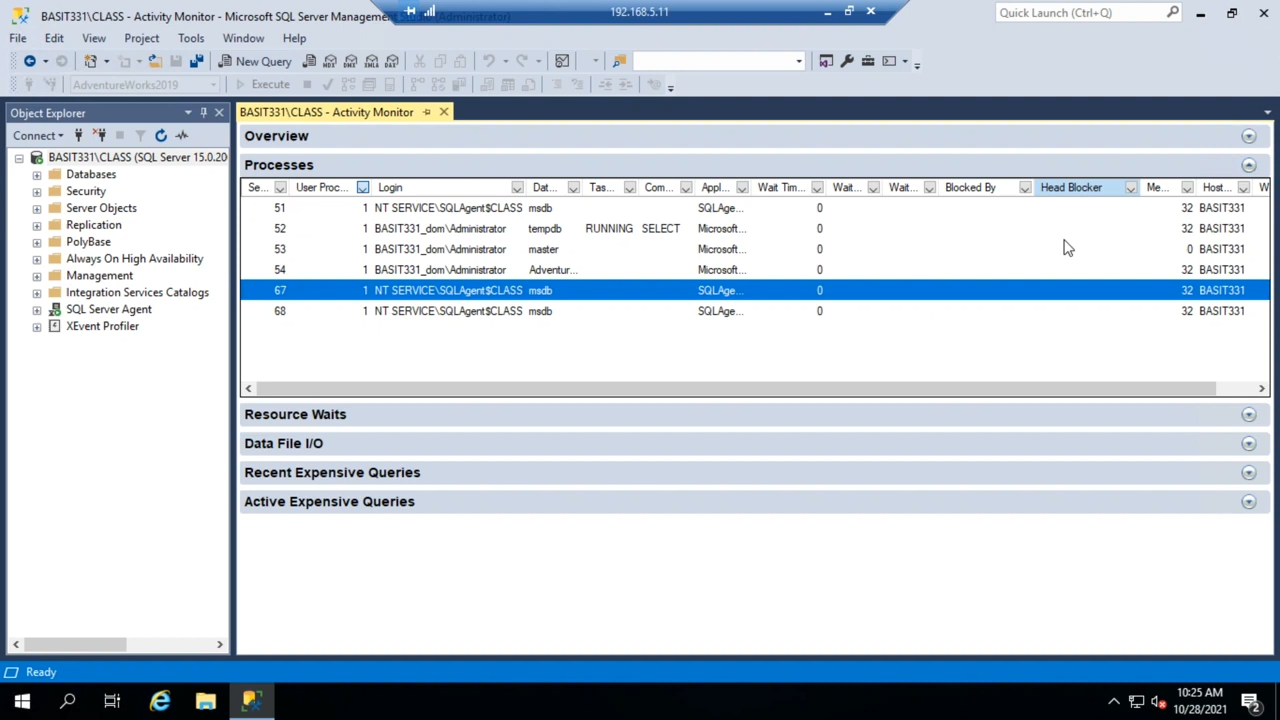 BASIT331\CLASS - Activity Monitor - Microsoft SQL Server Management Studio (Administrator)
192.168.5.11
Quick Launch (Ctrl+Q)
File Edit View Project Tools Window Help
New Query
MDX DMX XMLA DAX
AdventureWorks2019
Execute
Object Explorer
BASIT331\CLASS - Activity Monitor
Connect
Overview
BASIT331\CLASS (SQL Server 15.0.20
Databases
Security
Server Objects
Replication
PolyBase
Always On High Availability
Management
Integration Services Catalogs
SQL Server Agent
XEvent Profiler
Processes
Se... User Proc... Login Dat... Tas... Com... Appl... Wait Tim... Wait... Wait... Blocked By Head Blocker Me... Host... W
51 1 NT SERVICE\SQLAgent$CLASS msdb SQLAge... 0 32 BASIT331
52 1 BASIT331_dom\Administrator tempdb RUNNING SELECT Microsoft... 0 32 BASIT331
53 1 BASIT331_dom\Administrator master Microsoft... 0 0 BASIT331
54 1 BASIT331_dom\Administrator Adventur... Microsoft... 0 32 BASIT331
67 1 NT SERVICE\SQLAgent$CLASS msdb SQLAge... 0 32 BASIT331
68 1 NT SERVICE\SQLAgent$CLASS msdb SQLAge... 0 32 BASIT331
Resource Waits
Data File I/O
Recent Expensive Queries
Active Expensive Queries
Ready
10:25 AM
10/28/2021
2